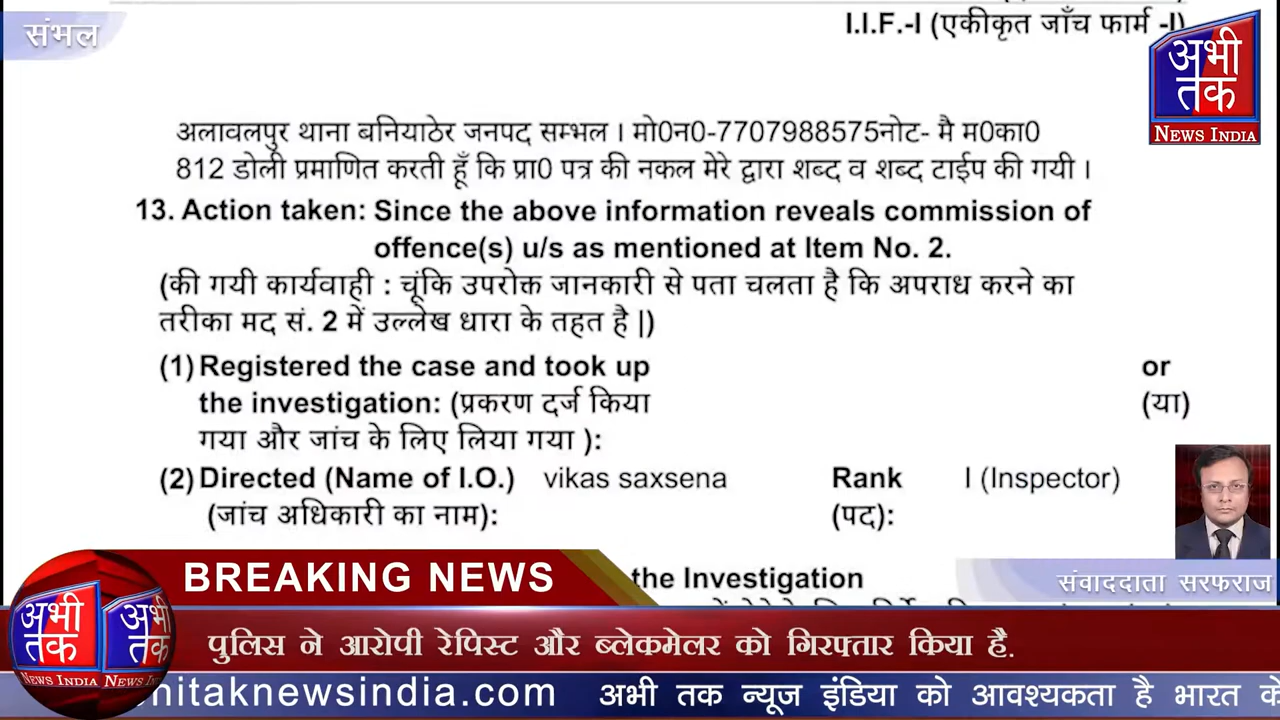 संभल
I.I.F.-I (एकीकृत जाँच फार्म -I)
अभी
तक
NEWS INDIA
अलावलपुर थाना बनियाठेर जनपद सम्भल । मो0न0-7707988575नोट- मै म0का0
812 डोली प्रमाणित करती हूँ कि प्रा0 पत्र की नकल मेरे द्वारा शब्द व शब्द टाईप की गयी ।
13. Action taken: Since the above information reveals commission of
offence(s) u/s as mentioned at Item No. 2.
(की गयी कार्यवाही : चूंकि उपरोक्त जानकारी से पता चलता है कि अपराध करने का
तरीका मद सं. 2 में उल्लेख धारा के तहत है |)
(1) Registered the case and took up or
the investigation: (प्रकरण दर्ज किया (या)
गया और जांच के लिए लिया गया ):
(2) Directed (Name of I.O.) vikas saxsena Rank I (Inspector)
(जांच अधिकारी का नाम): (पद):
the Investigation
संवाददाता सरफराज
BREAKING NEWS
अभी अभी
तक तक
NEWS INDIA NEWS INDIA
पुलिस ने आरोपी रेपिस्ट और ब्लेकमेलर को गिरफ्तार किया है.
hitaknewsindia.com अभी तक न्यूज इंडिया को आवश्यकता है भारत के